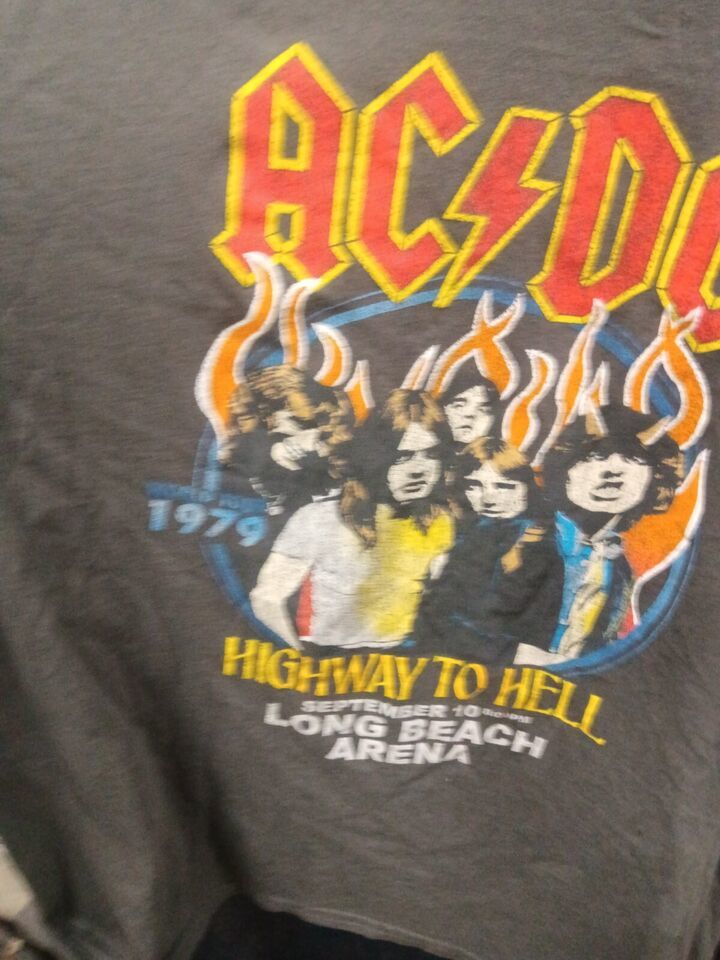 AC/DC
1979
HIGHWAY TO HELL
SEPTEMBER 10
LONG BEACH
ARENA